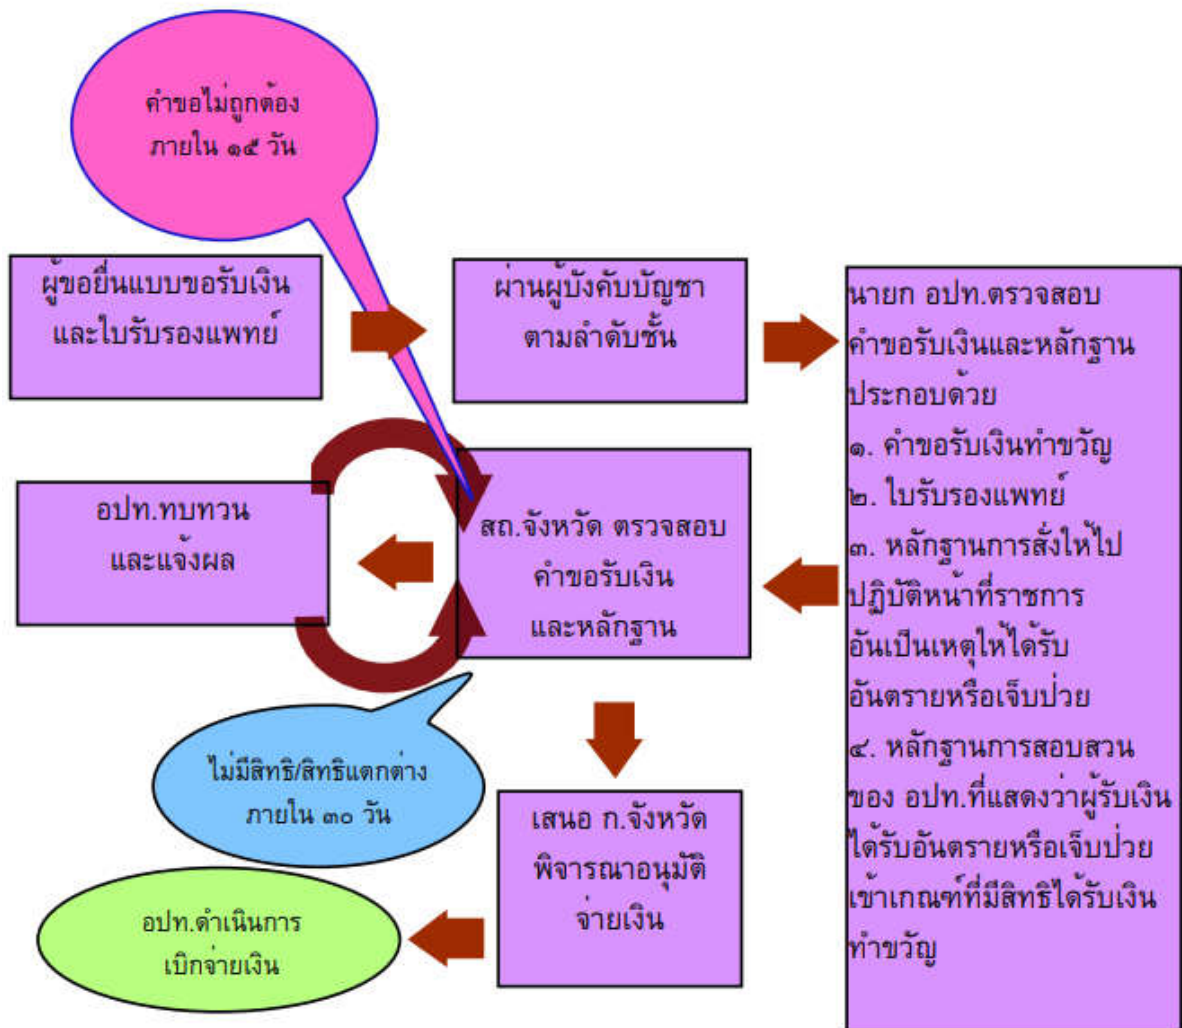 คำขอไม่ถูกต้อง
ภายใน ๑๕ วัน
ผู้ขอยื่นแบบขอรับเงิน
และใบรับรองแพทย์
ผ่านผู้บังคับบัญชา
ตามลำดับชั้น
นายก อปท.ตรวจสอบ
คำขอรับเงินและหลักฐาน
ประกอบด้วย
๑. คำขอรับเงินทำขวัญ
๒. ใบรับรองแพทย์
๓. หลักฐานการสั่งให้ไป
ปฏิบัติหน้าที่ราชการ
อันเป็นเหตุให้ได้รับ
อันตรายหรือเจ็บป่วย
๔. หลักฐานการสอบสวน
ของ อปท.ที่แสดงว่าผู้รับเงิน
ได้รับอันตรายหรือเจ็บป่วย
เข้าเกณฑ์ที่มีสิทธิได้รับเงิน
ทำขวัญ
สถ.จังหวัด ตรวจสอบ
คำขอรับเงิน
และหลักฐาน
อปท.ทบทวน
และแจ้งผล
ไม่มีสิทธิ/สิทธิแตกต่าง
ภายใน ๓๐ วัน
เสนอ ก.จังหวัด
พิจารณาอนุมัติ
จ่ายเงิน
อปท.ดำเนินการ
เบิกจ่ายเงิน